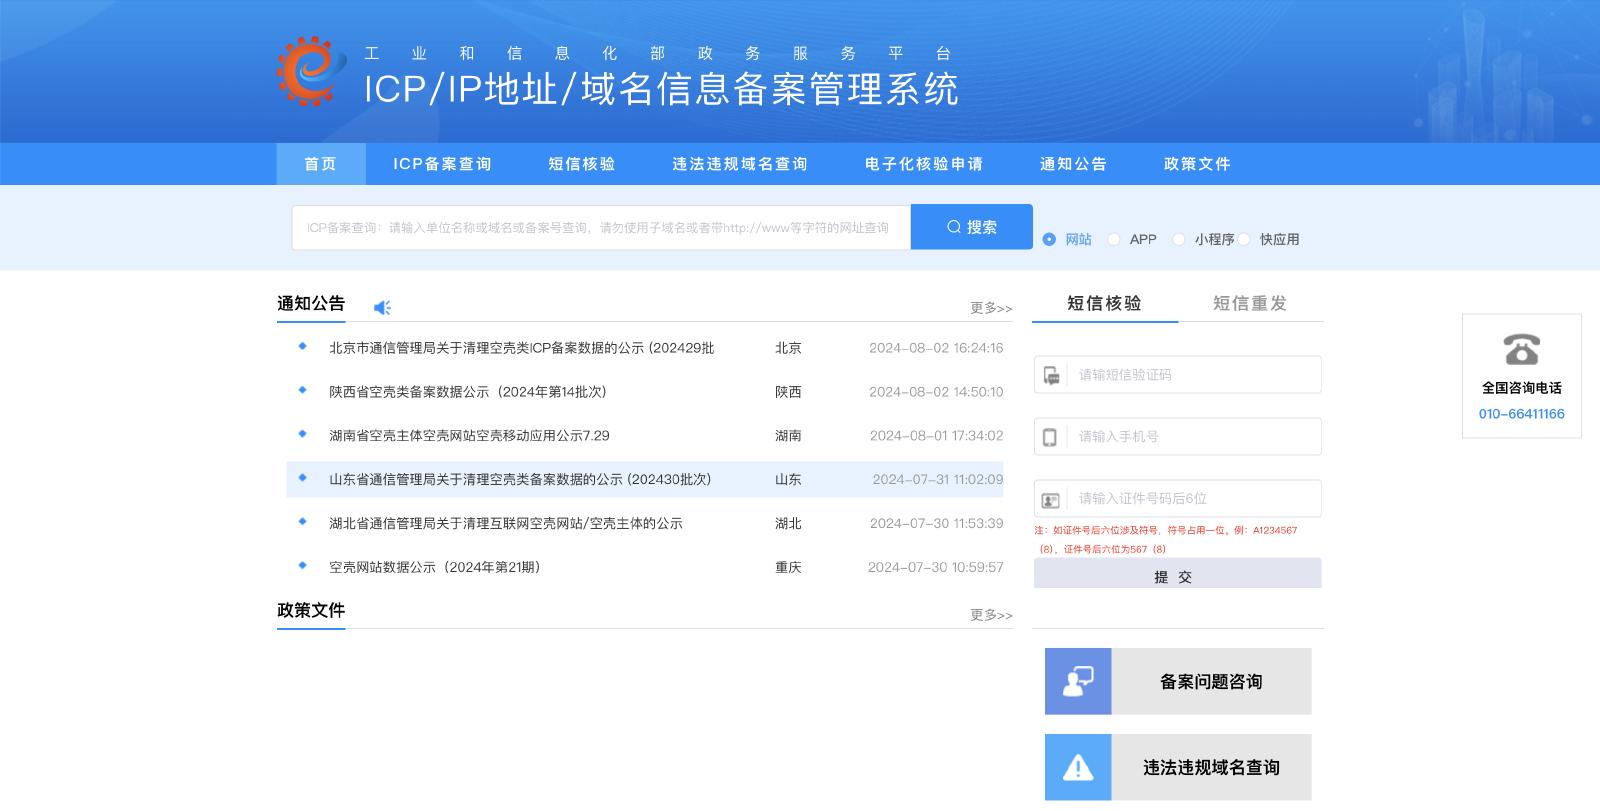 工业和信息化部政务服务平台
ICP/IP地址/域名信息备案管理系统
首页 ICP备案查询 短信核验 违法违规域名查询 电子化核验申请 通知公告 政策文件
ICP备案查询：请输入单位名称或域名或备案号查询，请勿使用子域名或者带http://www等字符的网址查询 搜索 网站 APP 小程序 快应用
通知公告 更多>>
北京市通信管理局关于清理空壳类ICP备案数据的公示 (202429批 北京 2024-08-02 16:24:16
陕西省空壳类备案数据公示（2024年第14批次） 陕西 2024-08-02 14:50:10
湖南省空壳主体空壳网站空壳移动应用公示7.29 湖南 2024-08-01 17:34:02
山东省通信管理局关于清理空壳类备案数据的公示 (202430批次） 山东 2024-07-31 11:02:09
湖北省通信管理局关于清理互联网空壳网站/空壳主体的公示 湖北 2024-07-30 11:53:39
空壳网站数据公示（2024年第21期） 重庆 2024-07-30 10:59:57
政策文件 更多>>
短信核验 短信重发
请输短信验证码
请输入手机号
请输入证件号码后6位
注：如证件号后六位涉及符号，符号占用一位。例：A1234567
（8），证件号后六位为567（8）
提 交
备案问题咨询
违法违规域名查询
全国咨询电话
010-66411166